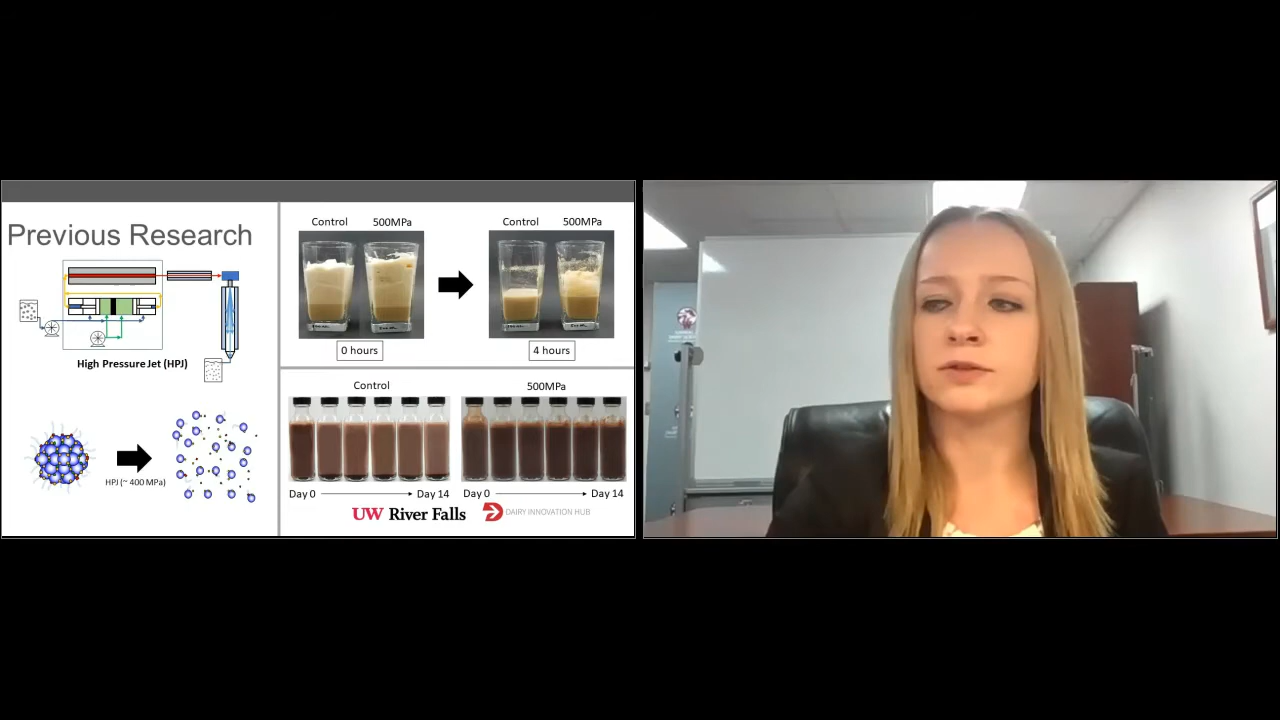 Previous Research
High Pressure Jet (HPJ)
HPJ (~ 400 MPa)
Control 500MPa
Control 500MPa
0 hours
4 hours
Control
500MPa
Day 0
Day 14
Day 0
Day 14
UW River Falls
DAIRY INNOVATION HUB